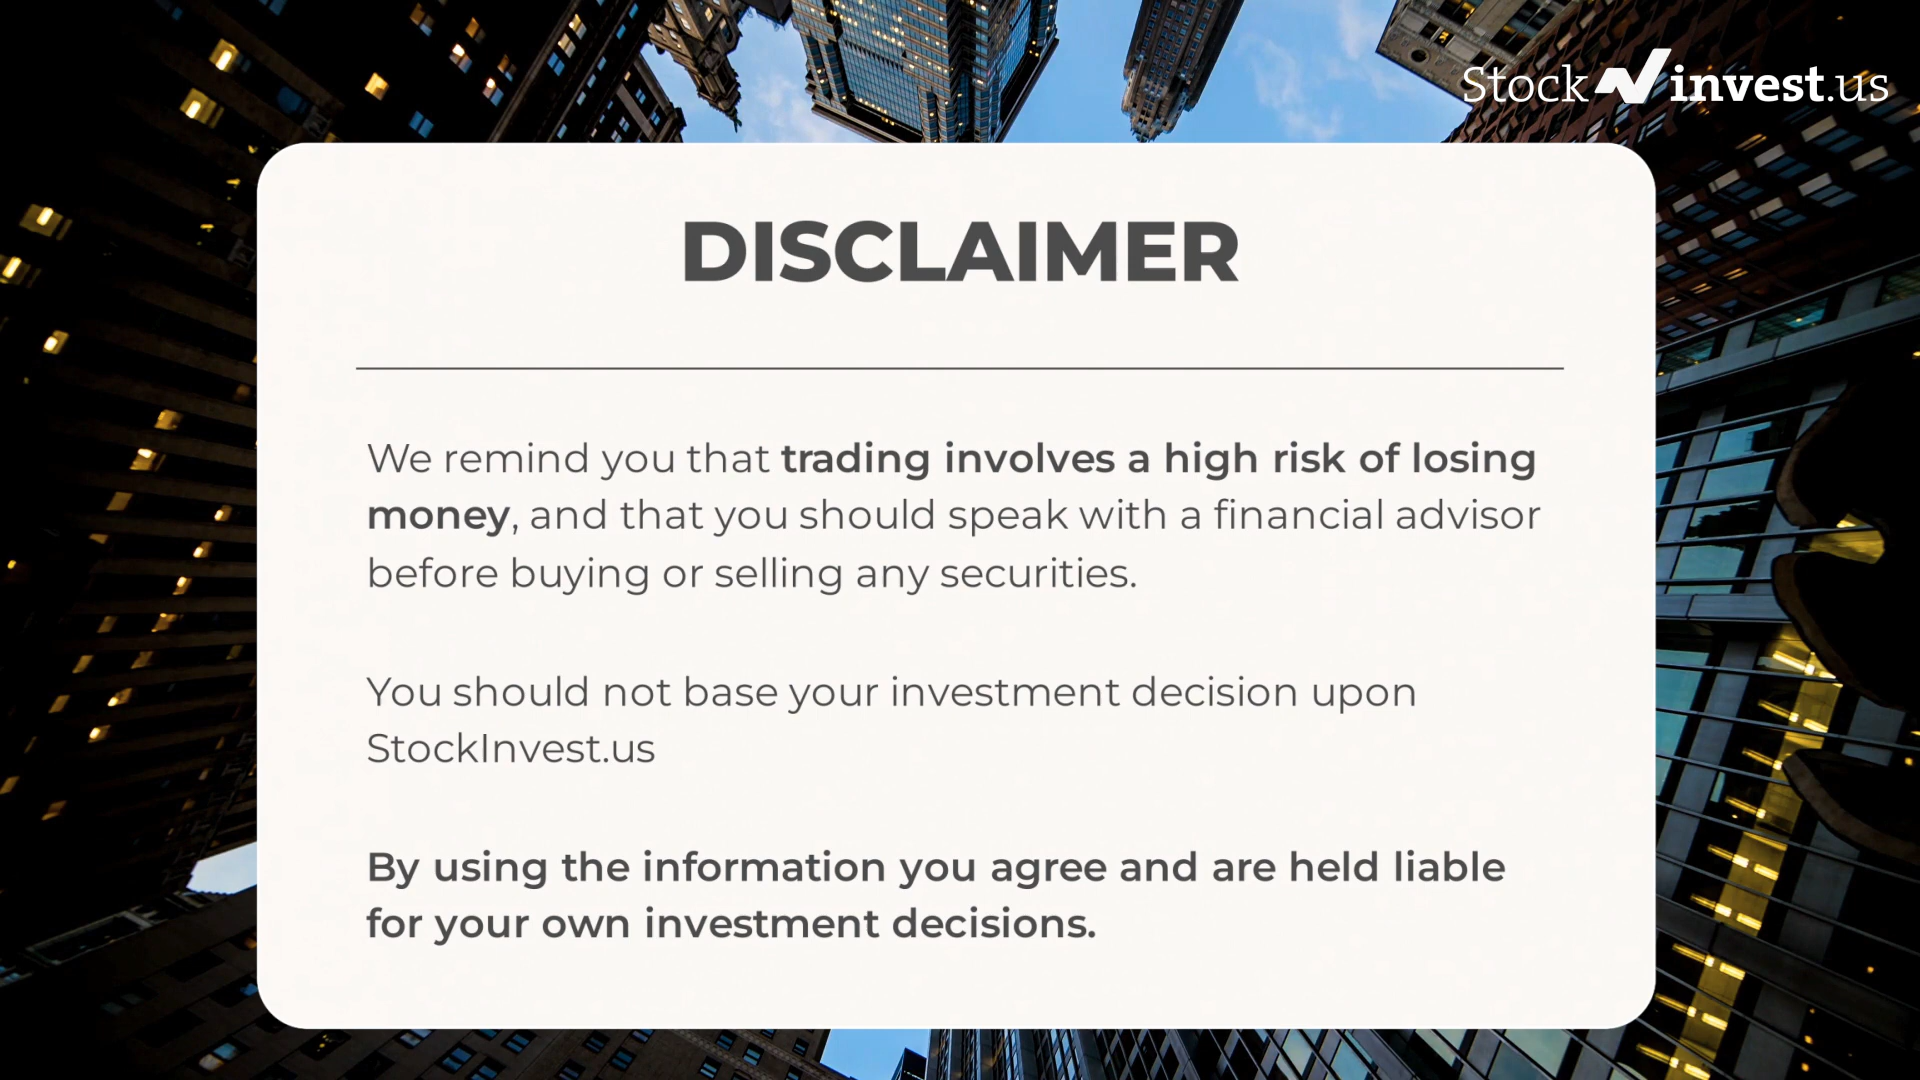 Stock invest.us
DISCLAIMER
We remind you that trading involves a high risk of losing
money, and that you should speak with a financial advisor
before buying or selling any securities.
You should not base your investment decision upon
StockInvest.us
By using the information you agree and are held liable
for your own investment decisions.